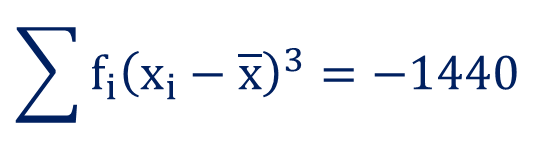 ∑ fᵢ(xᵢ − x̅)³ = −1440